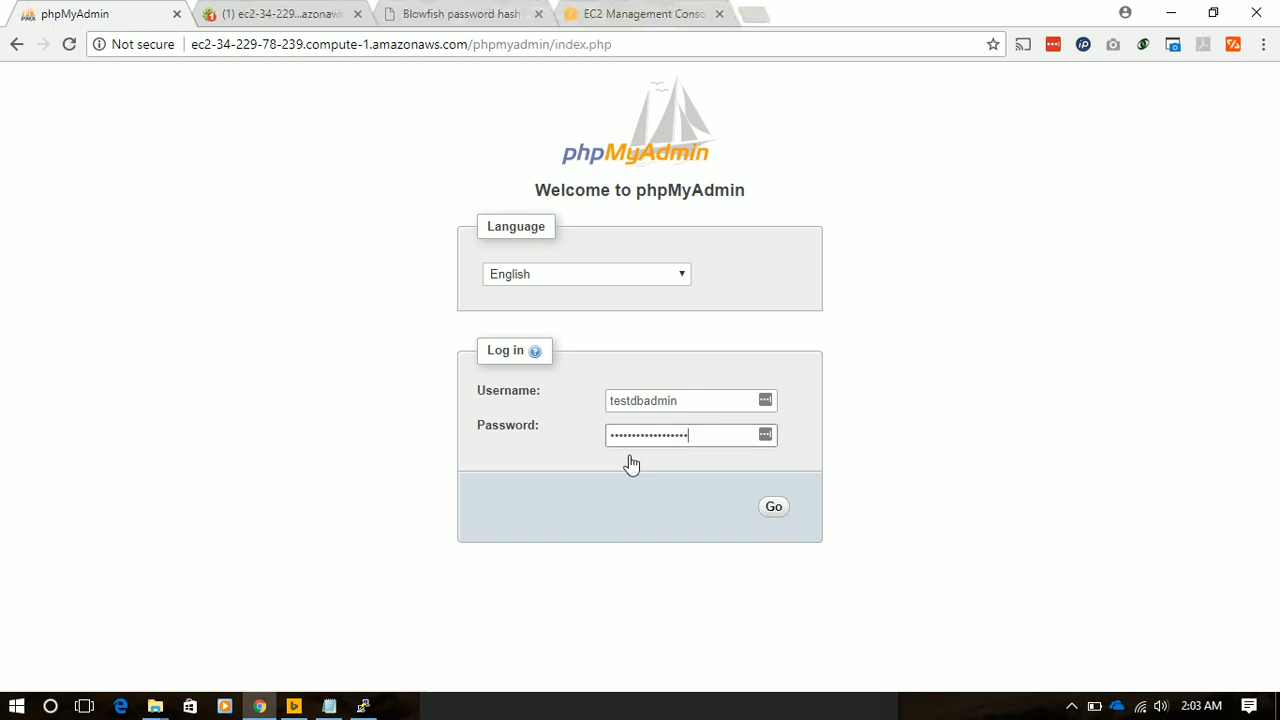 phpMyAdmin
(1) ec2-34-229...azonaws
Blowfish password hash
EC2 Management Conso
Not secure
ec2-34-229-78-239.compute-1.amazonaws.com/phpmyadmin/index.php
phpMyAdmin
Welcome to phpMyAdmin
Language
English
Log in
Username:
testdbadmin
Password:
••••••••••••••••••
Go
2:03 AM